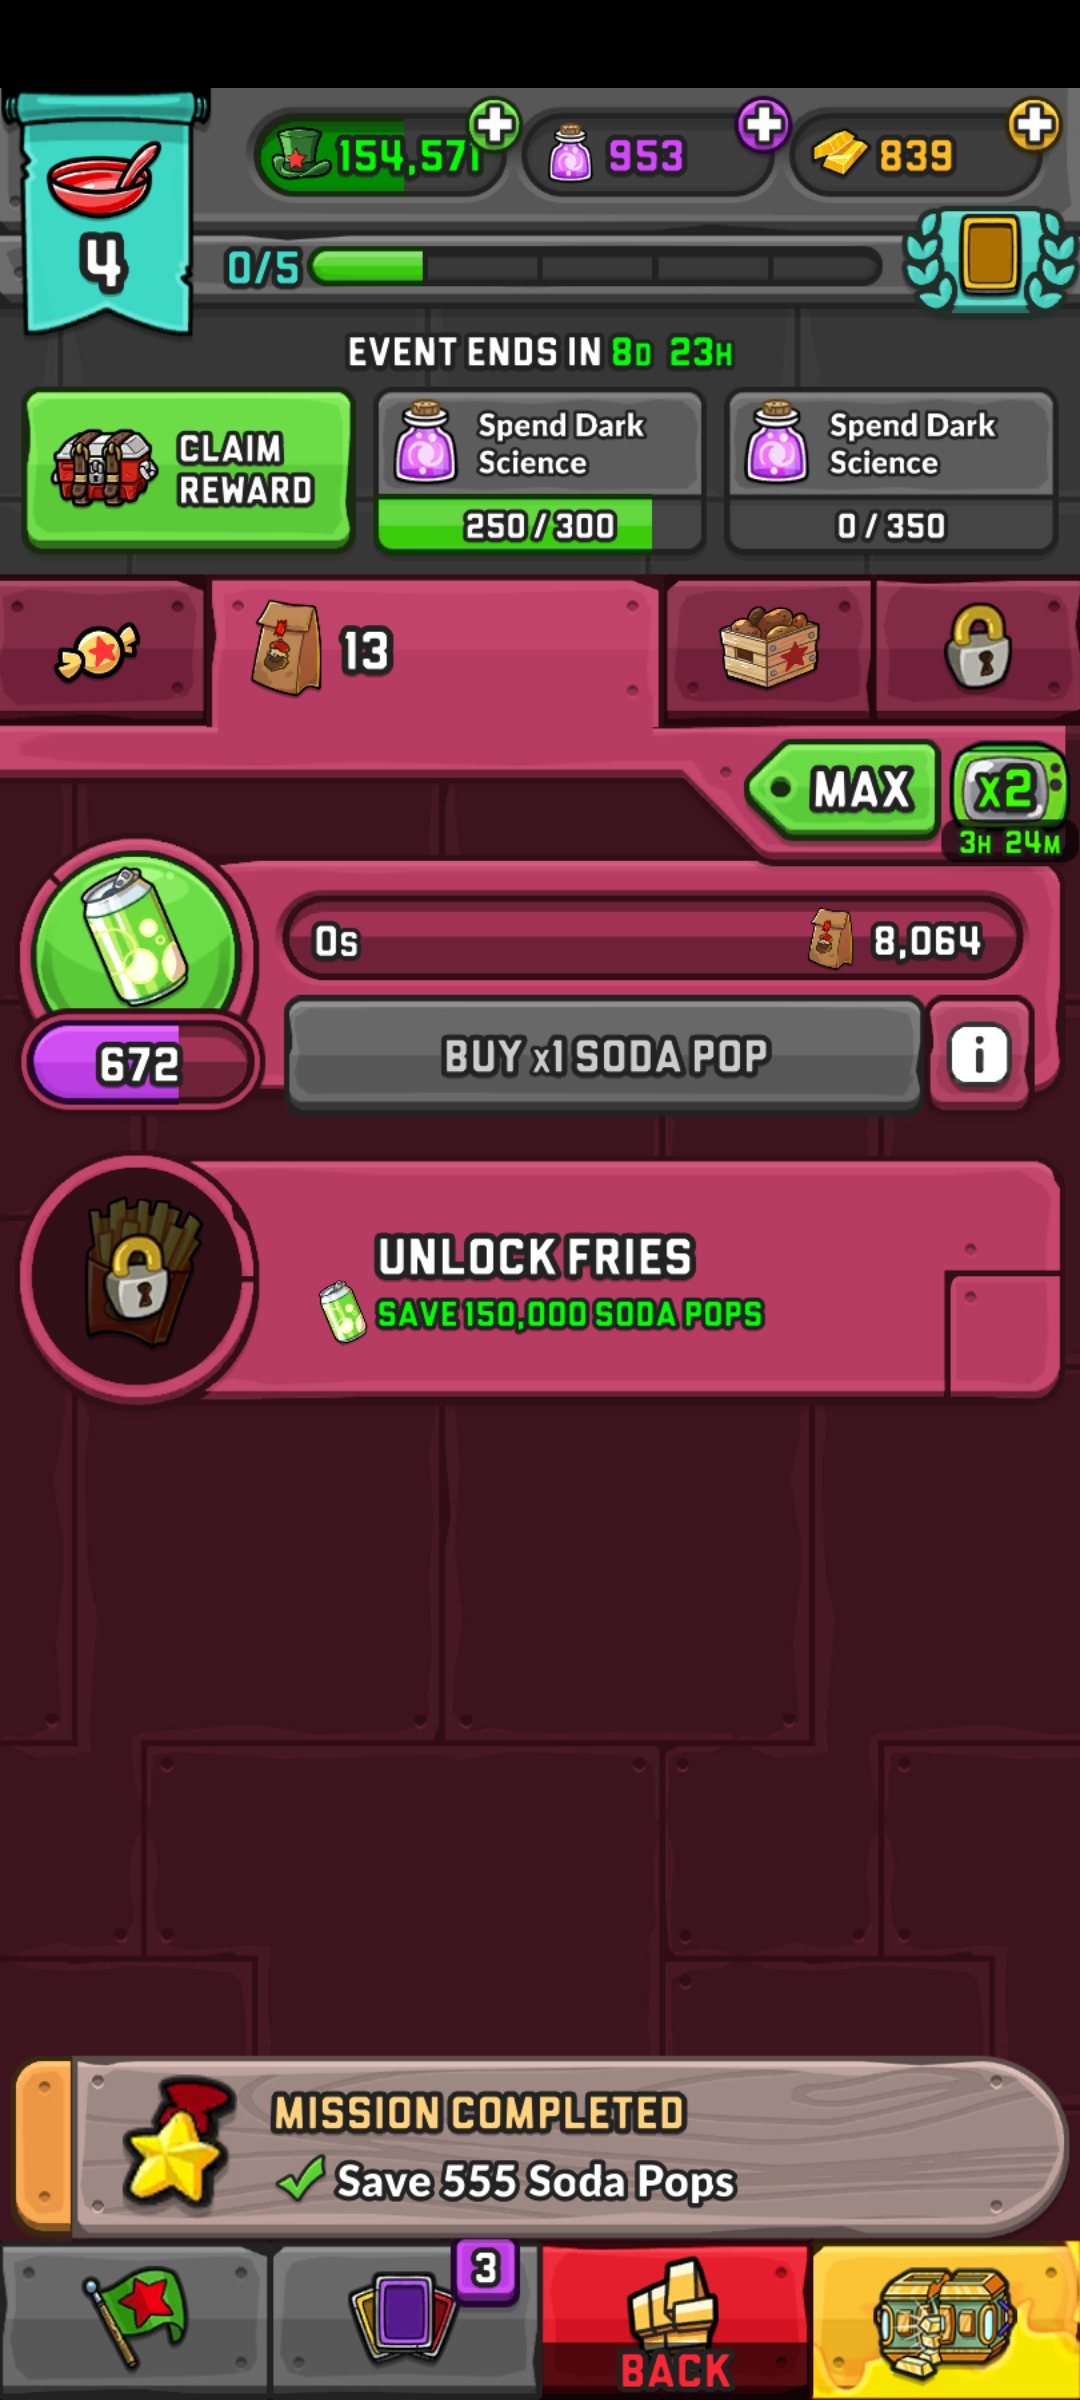 154,571
953
839
4
0/5
EVENT ENDS IN 8D 23H
CLAIM
REWARD
Spend Dark
Science
250 / 300
Spend Dark
Science
0 / 350
13
MAX
x2
3H 24M
0s
8,064
672
BUY x1 SODA POP
i
UNLOCK FRIES
SAVE 150,000 SODA POPS
MISSION COMPLETED
Save 555 Soda Pops
3
BACK